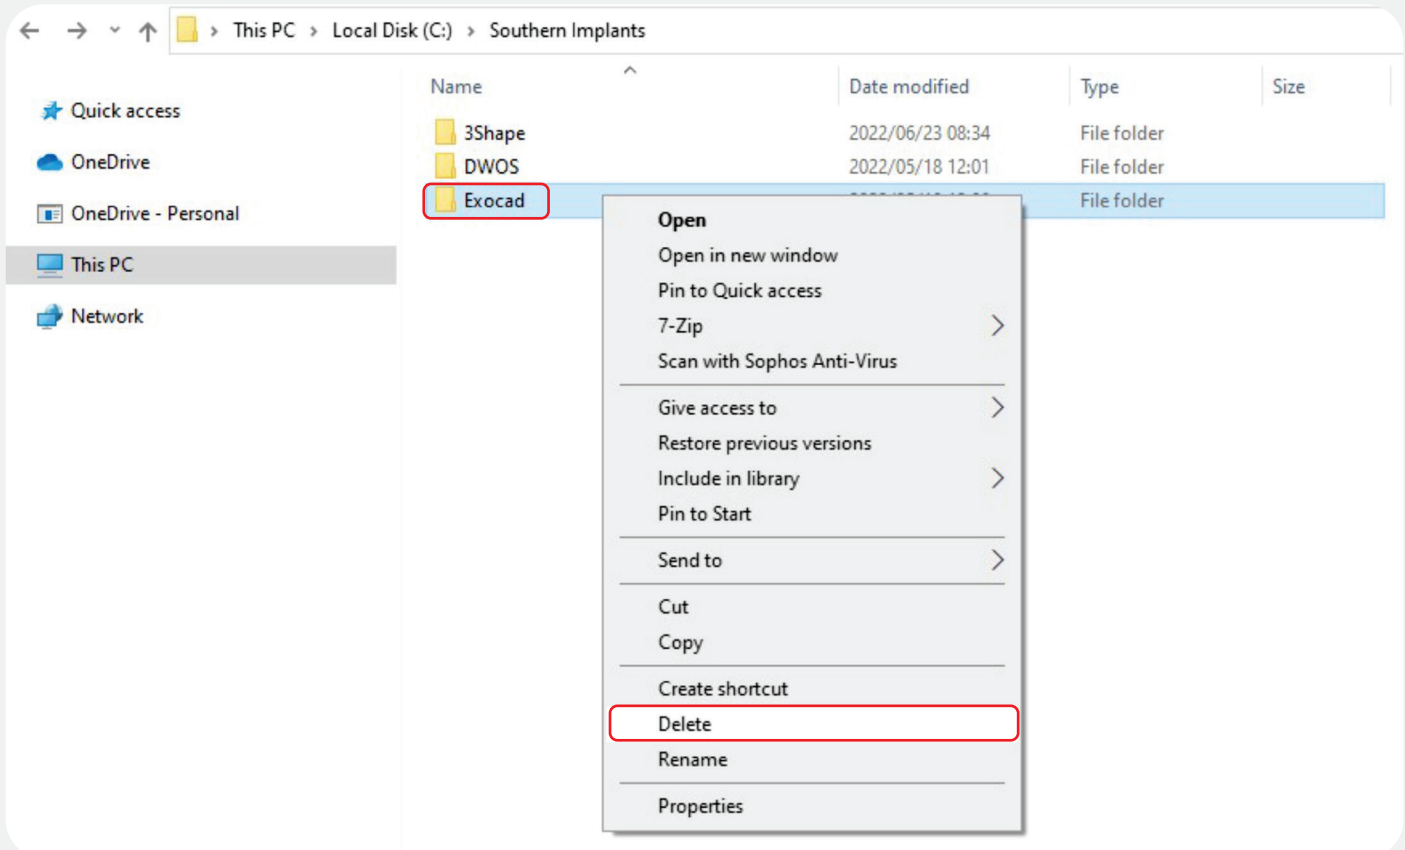 This PC > Local Disk (C:) > Southern Implants
Name Date modified Type Size
Quick access
OneDrive
OneDrive - Personal
This PC
Network
3Shape 2022/06/23 08:34 File folder
DWOS 2022/05/18 12:01 File folder
Exocad File folder
Open
Open in new window
Pin to Quick access
7-Zip
Scan with Sophos Anti-Virus
Give access to
Restore previous versions
Include in library
Pin to Start
Send to
Cut
Copy
Create shortcut
Delete
Rename
Properties